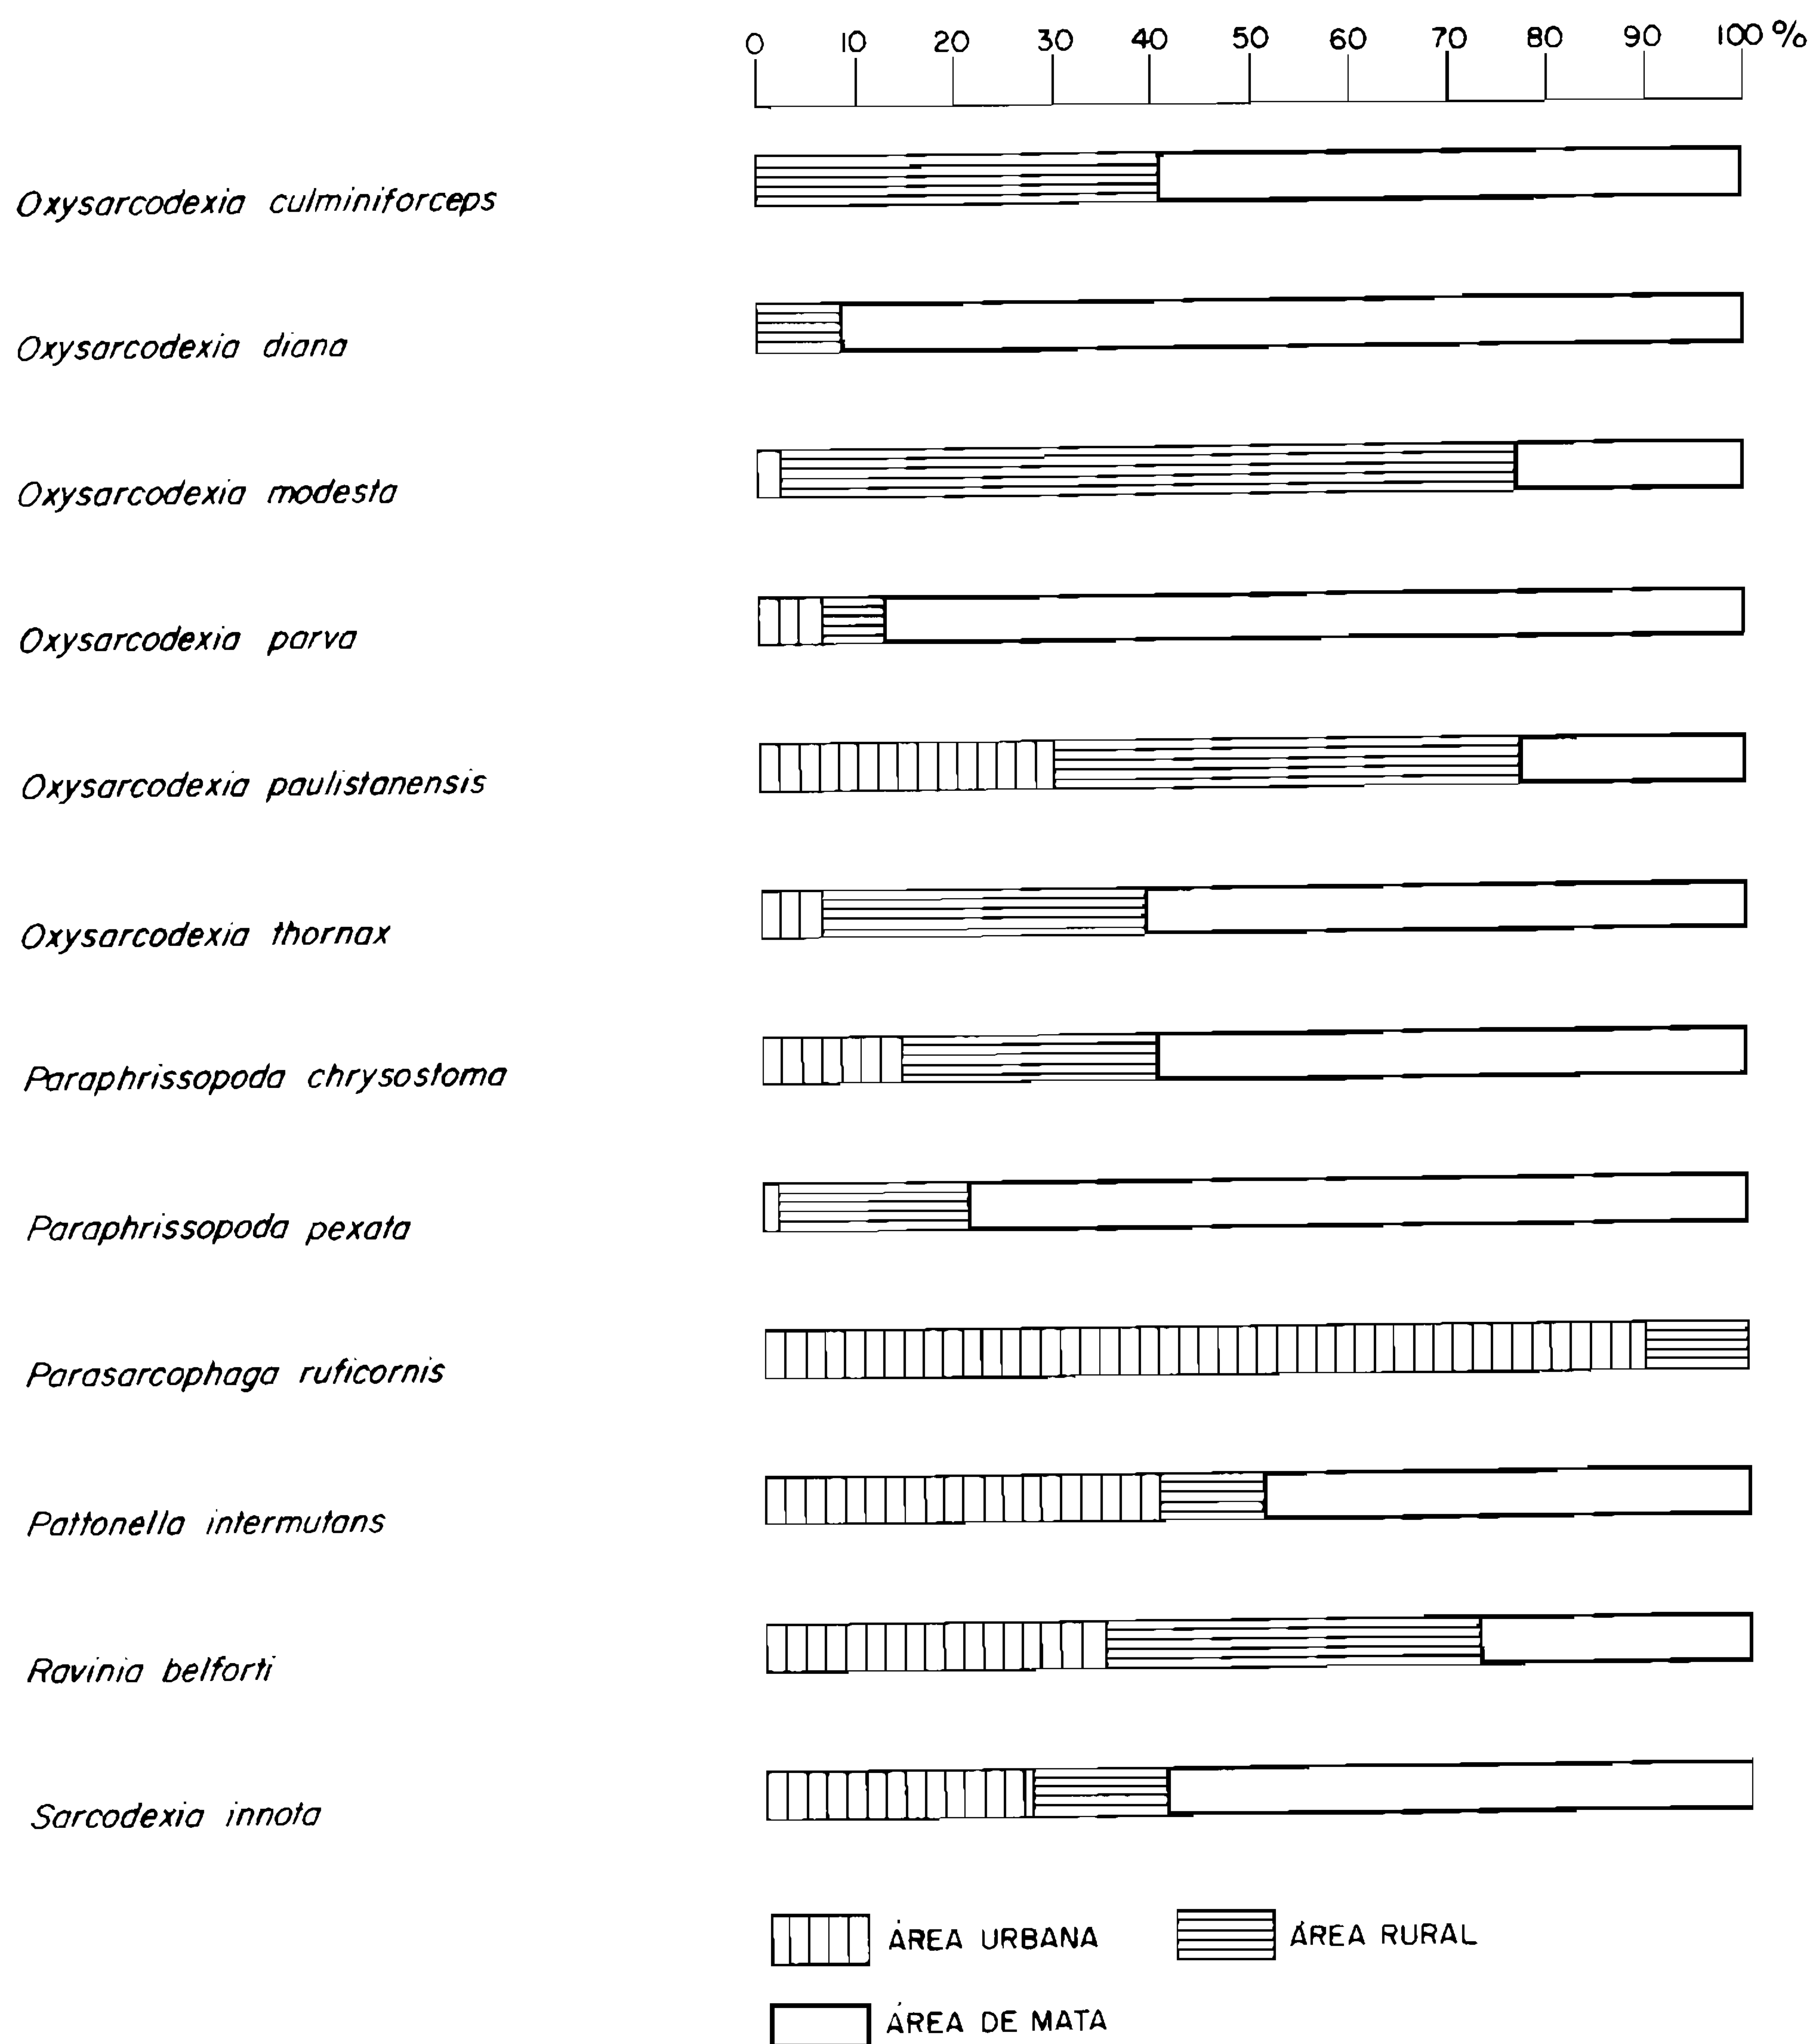 0 10 20 30 40 50 60 70 80 90 100 %
Oxysarcodexia culminiforceps
Oxysarcodexia diana
Oxysarcodexia modesta
Oxysarcodexia parva
Oxysarcodexia paulistanensis
Oxysarcodexia thornax
Paraphrissopoda chrysostoma
Paraphrissopoda pexata
Parasarcophaga ruficornis
Pattonella intermutans
Ravinia belforti
Sarcodexia innota
ÁREA URBANA ÁREA RURAL
ÁREA DE MATA